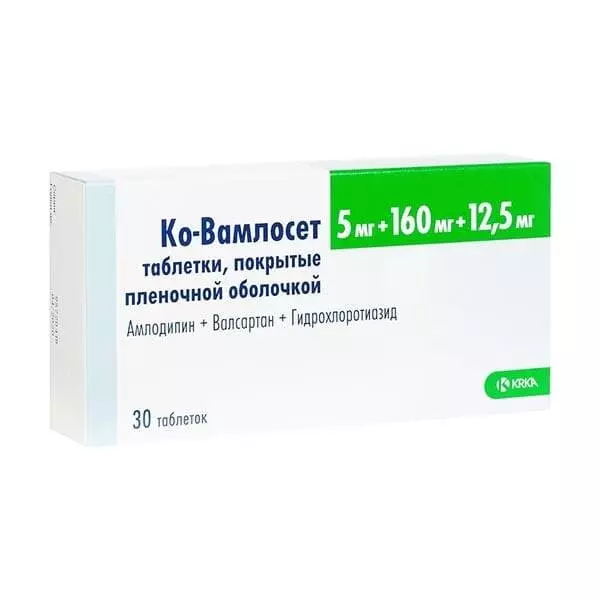 Ко-Вамлосет
5 мг + 160 мг + 12,5 мг
таблетки, покрытые
пленочной оболочкой
Амлодипин + Валсартан + Гидрохлоротиазид
KRKA
30 таблеток